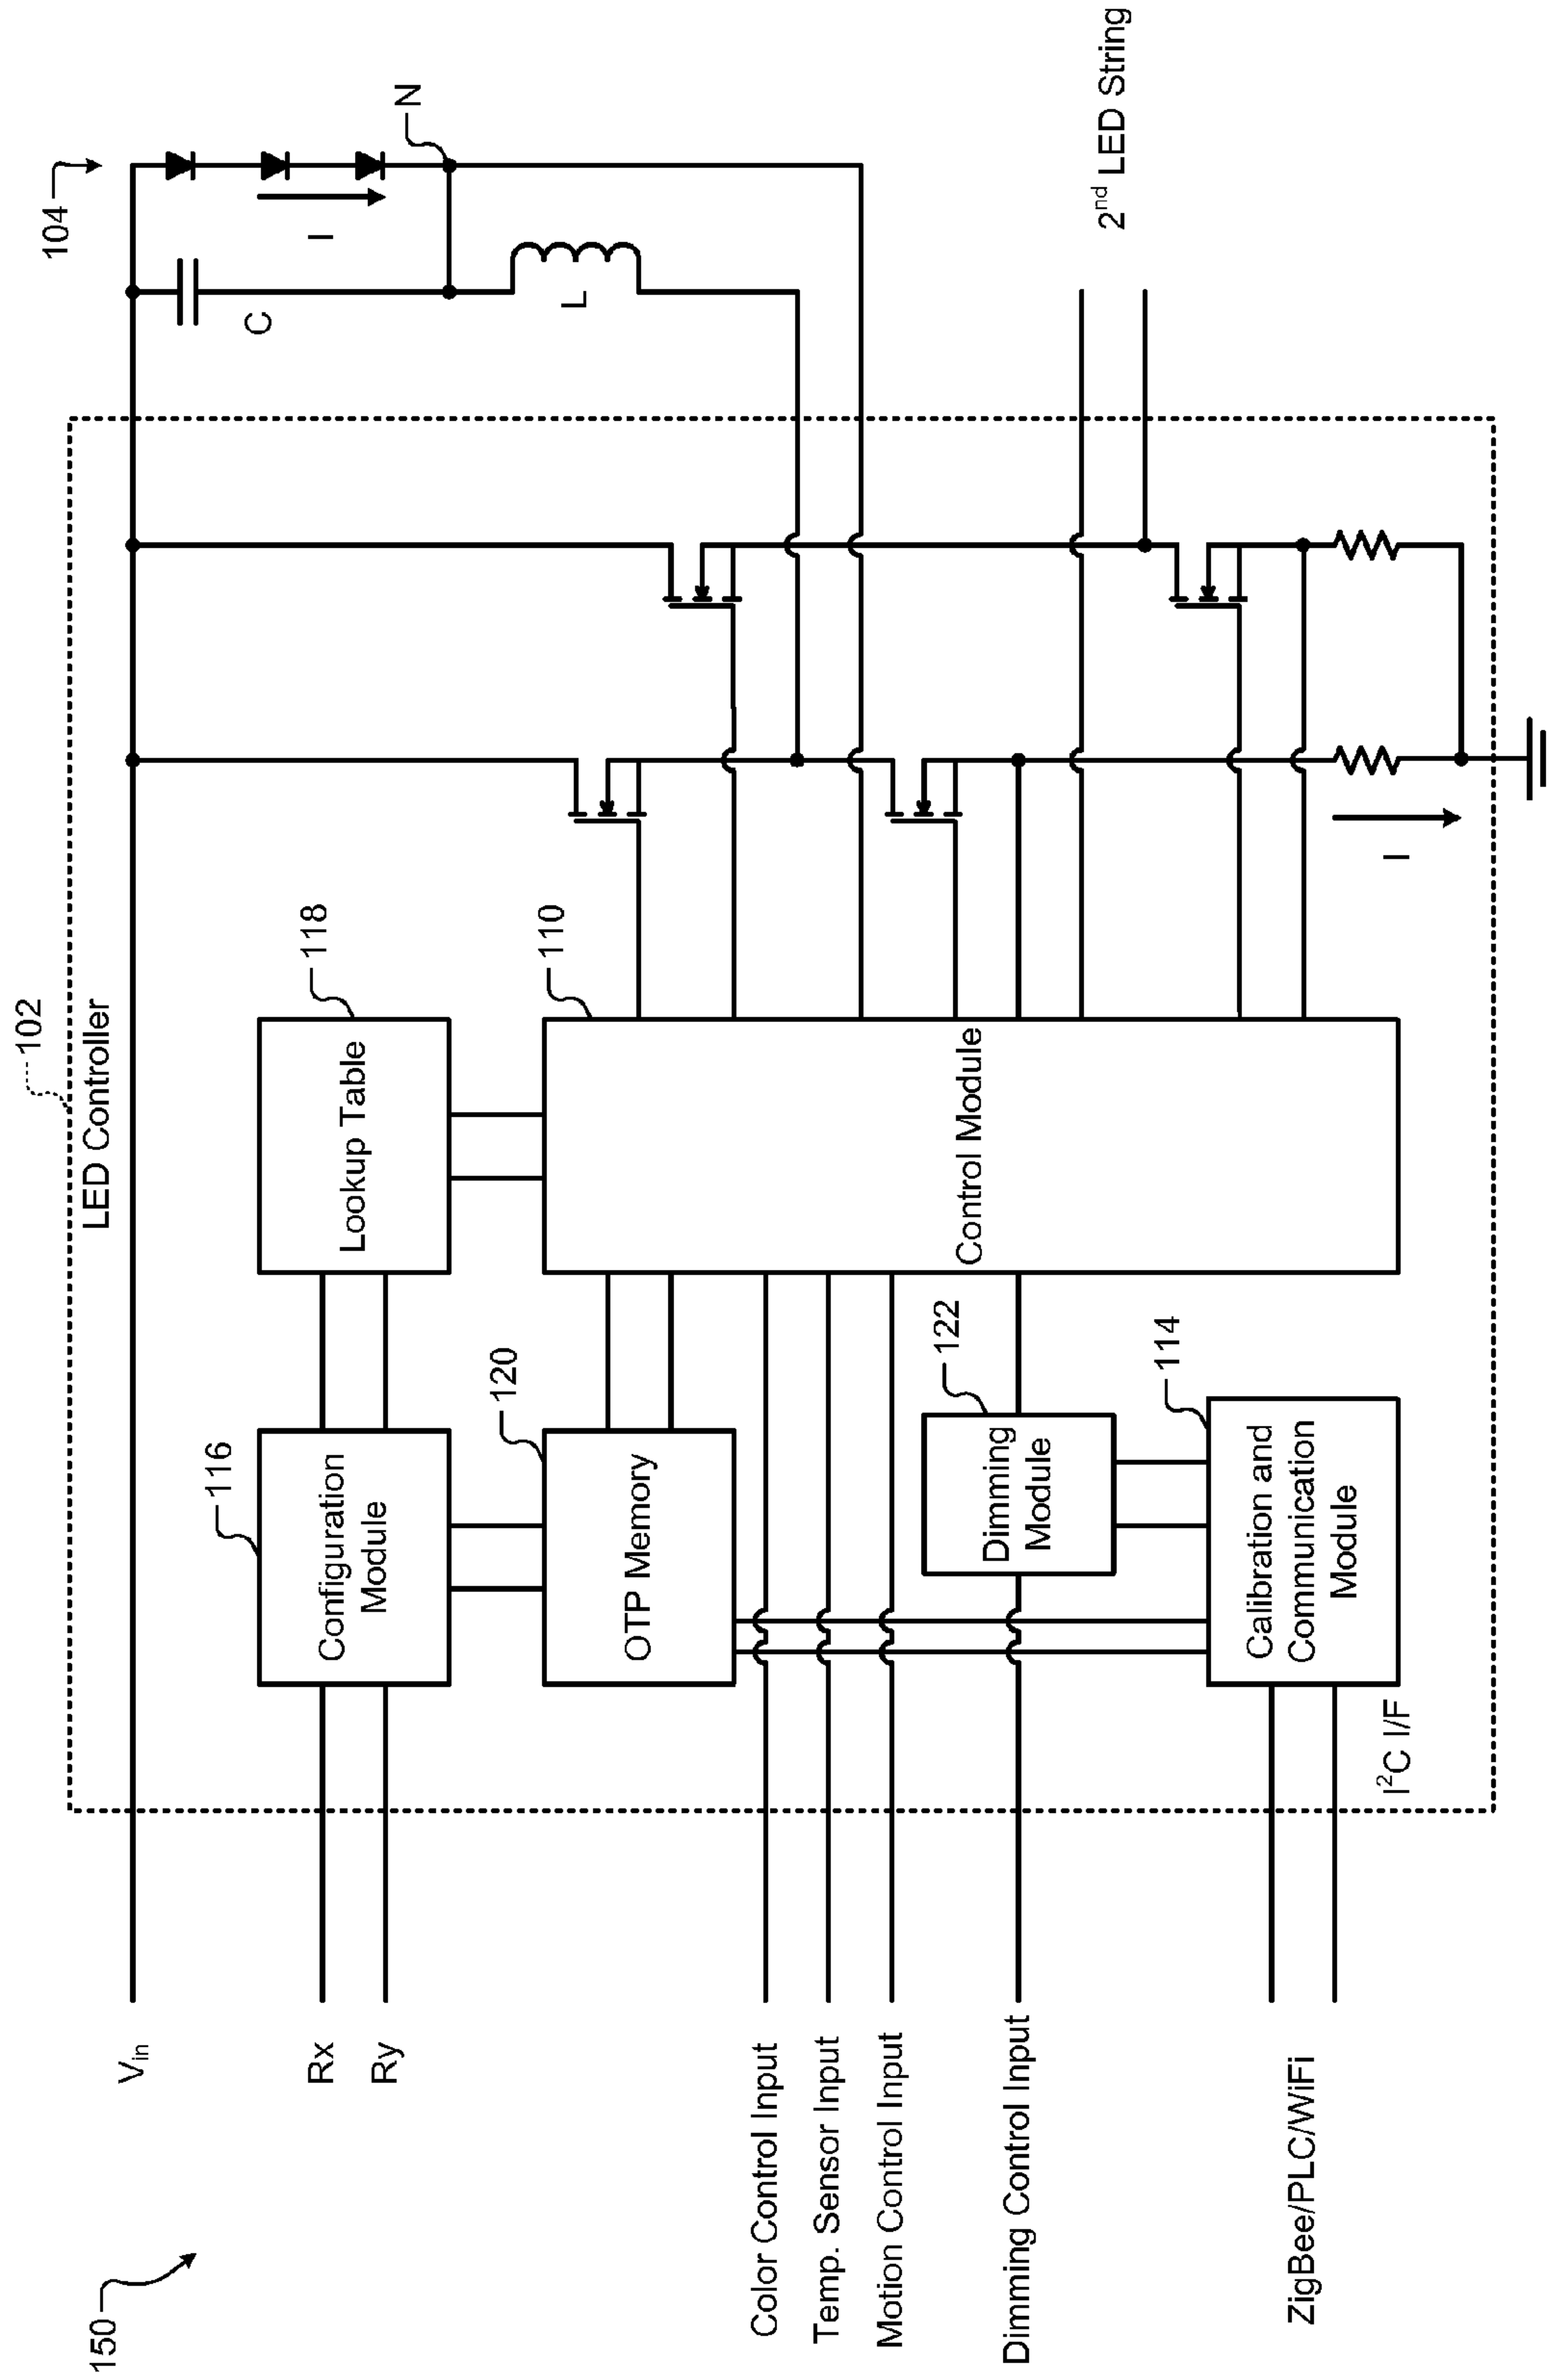 150
102
LED Controller
104
V_in
Rx
Ry
116
Configuration
Module
118
Lookup Table
C
I
N
L
120
OTP Memory
110
Control Module
Color Control Input
Temp. Sensor Input
Motion Control Input
Dimming Control Input
122
Dimming
Module
114
Calibration and
Communication
Module
ZigBee/PLC/WiFi
I²C I/F
I
2nd LED String